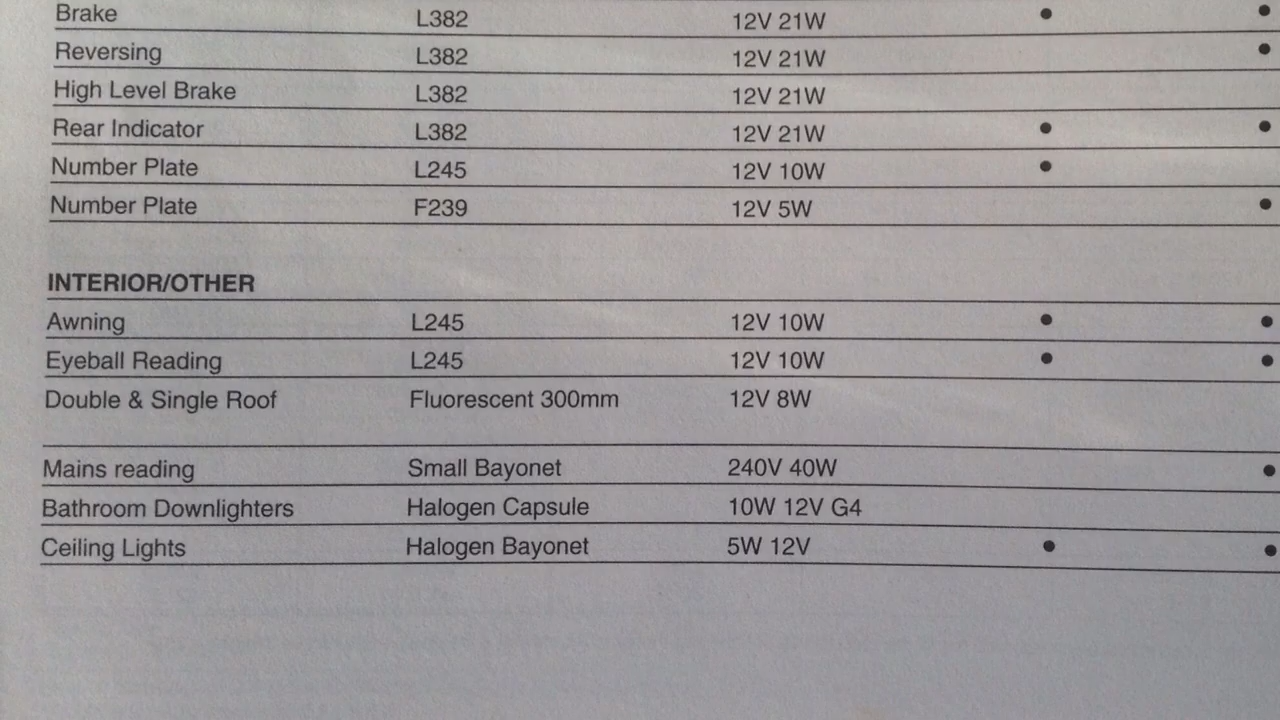 Brake L382 12V 21W • •
Reversing L382 12V 21W •
High Level Brake L382 12V 21W
Rear Indicator L382 12V 21W • •
Number Plate L245 12V 10W •
Number Plate F239 12V 5W •
INTERIOR/OTHER
Awning L245 12V 10W • •
Eyeball Reading L245 12V 10W • •
Double & Single Roof Fluorescent 300mm 12V 8W
Mains reading Small Bayonet 240V 40W •
Bathroom Downlighters Halogen Capsule 10W 12V G4
Ceiling Lights Halogen Bayonet 5W 12V • •